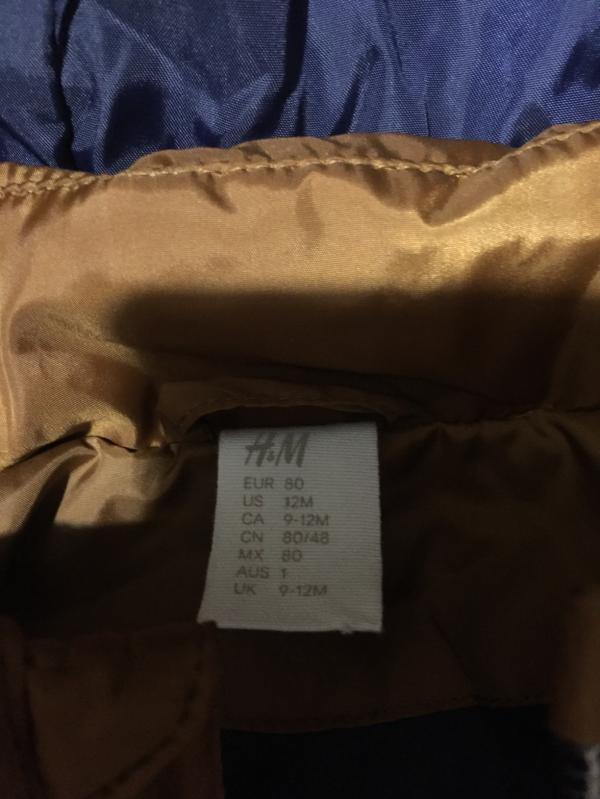 H&M
EUR 80
US 12M
CA 9-12M
CN 80/48
MX 80
AUS 1
UK 9-12M